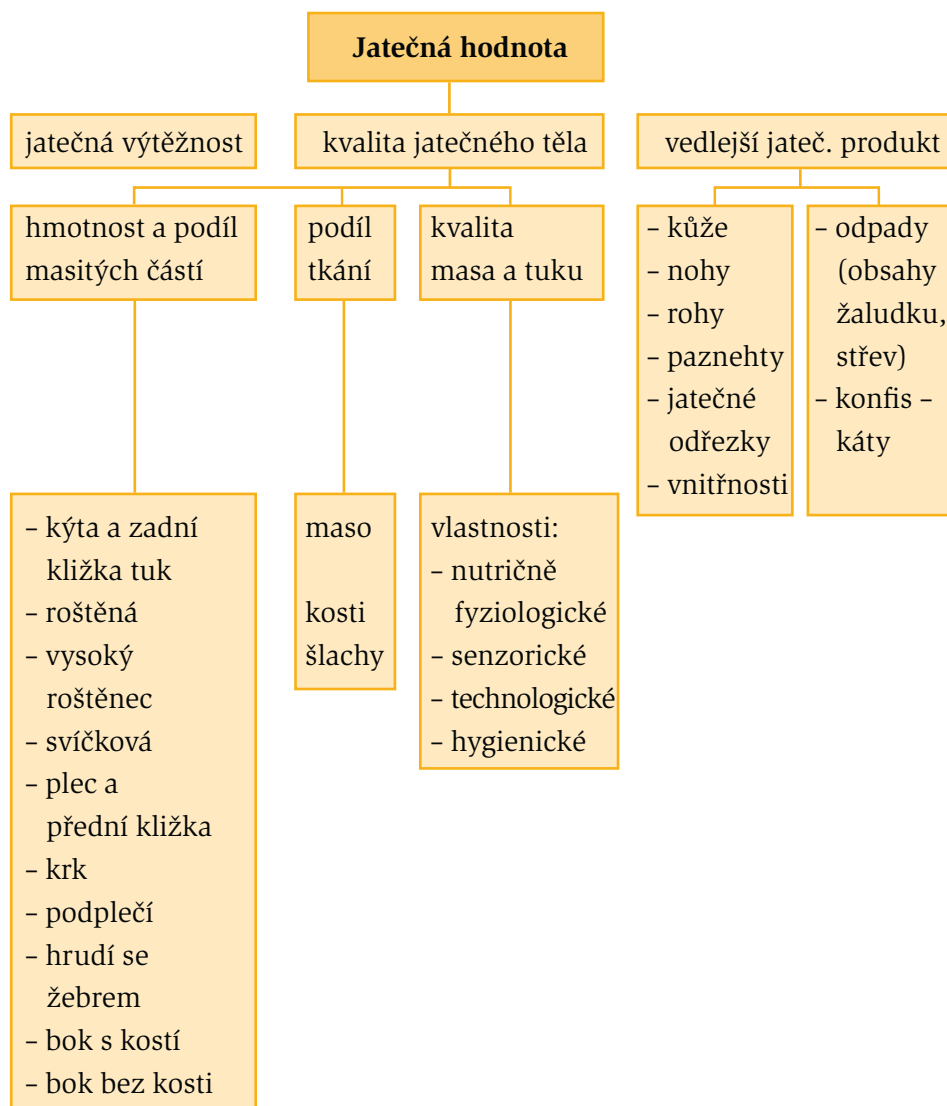 Jatečná hodnota
jatečná výtěžnost
kvalita jatečného těla
vedlejší jateč. produkt
hmotnost a podíl
masitých částí
podíl
tkání
kvalita
masa a tuku
– kůže
– nohy
– rohy
– paznehty
– jatečné
odřezky
– vnitřnosti
– odpady
(obsahy
žaludku,
střev)
– konfis –
káty
– kýta a zadní
kližka tuk
– roštěná
– vysoký
roštěnec
– svíčková
– plec a
přední kližka
– krk
– podplečí
– hrudí se
žebrem
– bok s kostí
– bok bez kosti
maso
kosti
šlachy
vlastnosti:
– nutričně
fyziologické
– senzorické
– technologické
– hygienické